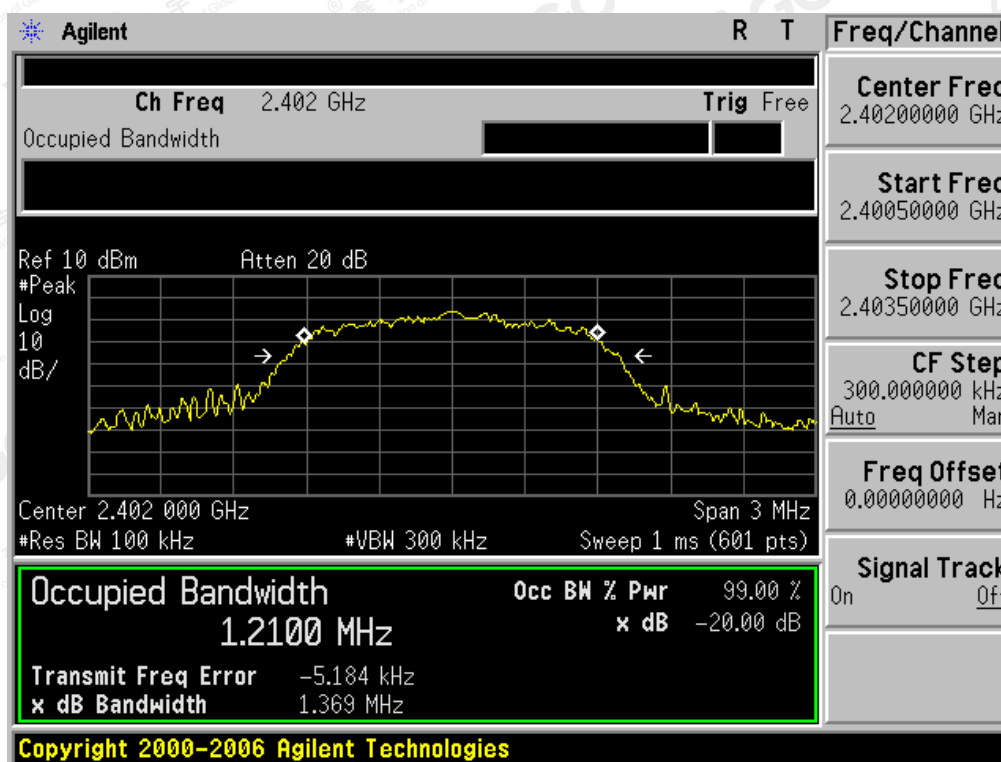 Agilent R T
Freq/Channel
Ch Freq 2.402 GHz Trig Free
Occupied Bandwidth
Center Freq
2.40200000 GHz
Start Freq
2.40050000 GHz
Stop Freq
2.40350000 GHz
CF Step
300.000000 kHz
Auto Man
Freq Offset
0.00000000 Hz
Signal Track
On Off
Ref 10 dBm Atten 20 dB
#Peak
Log
10
dB/
Center 2.402 000 GHz Span 3 MHz
#Res BW 100 kHz #VBW 300 kHz Sweep 1 ms (601 pts)
Occupied Bandwidth Occ BW % Pwr 99.00 %
1.2100 MHz x dB -20.00 dB
Transmit Freq Error -5.184 kHz
x dB Bandwidth 1.369 MHz
Copyright 2000-2006 Agilent Technologies